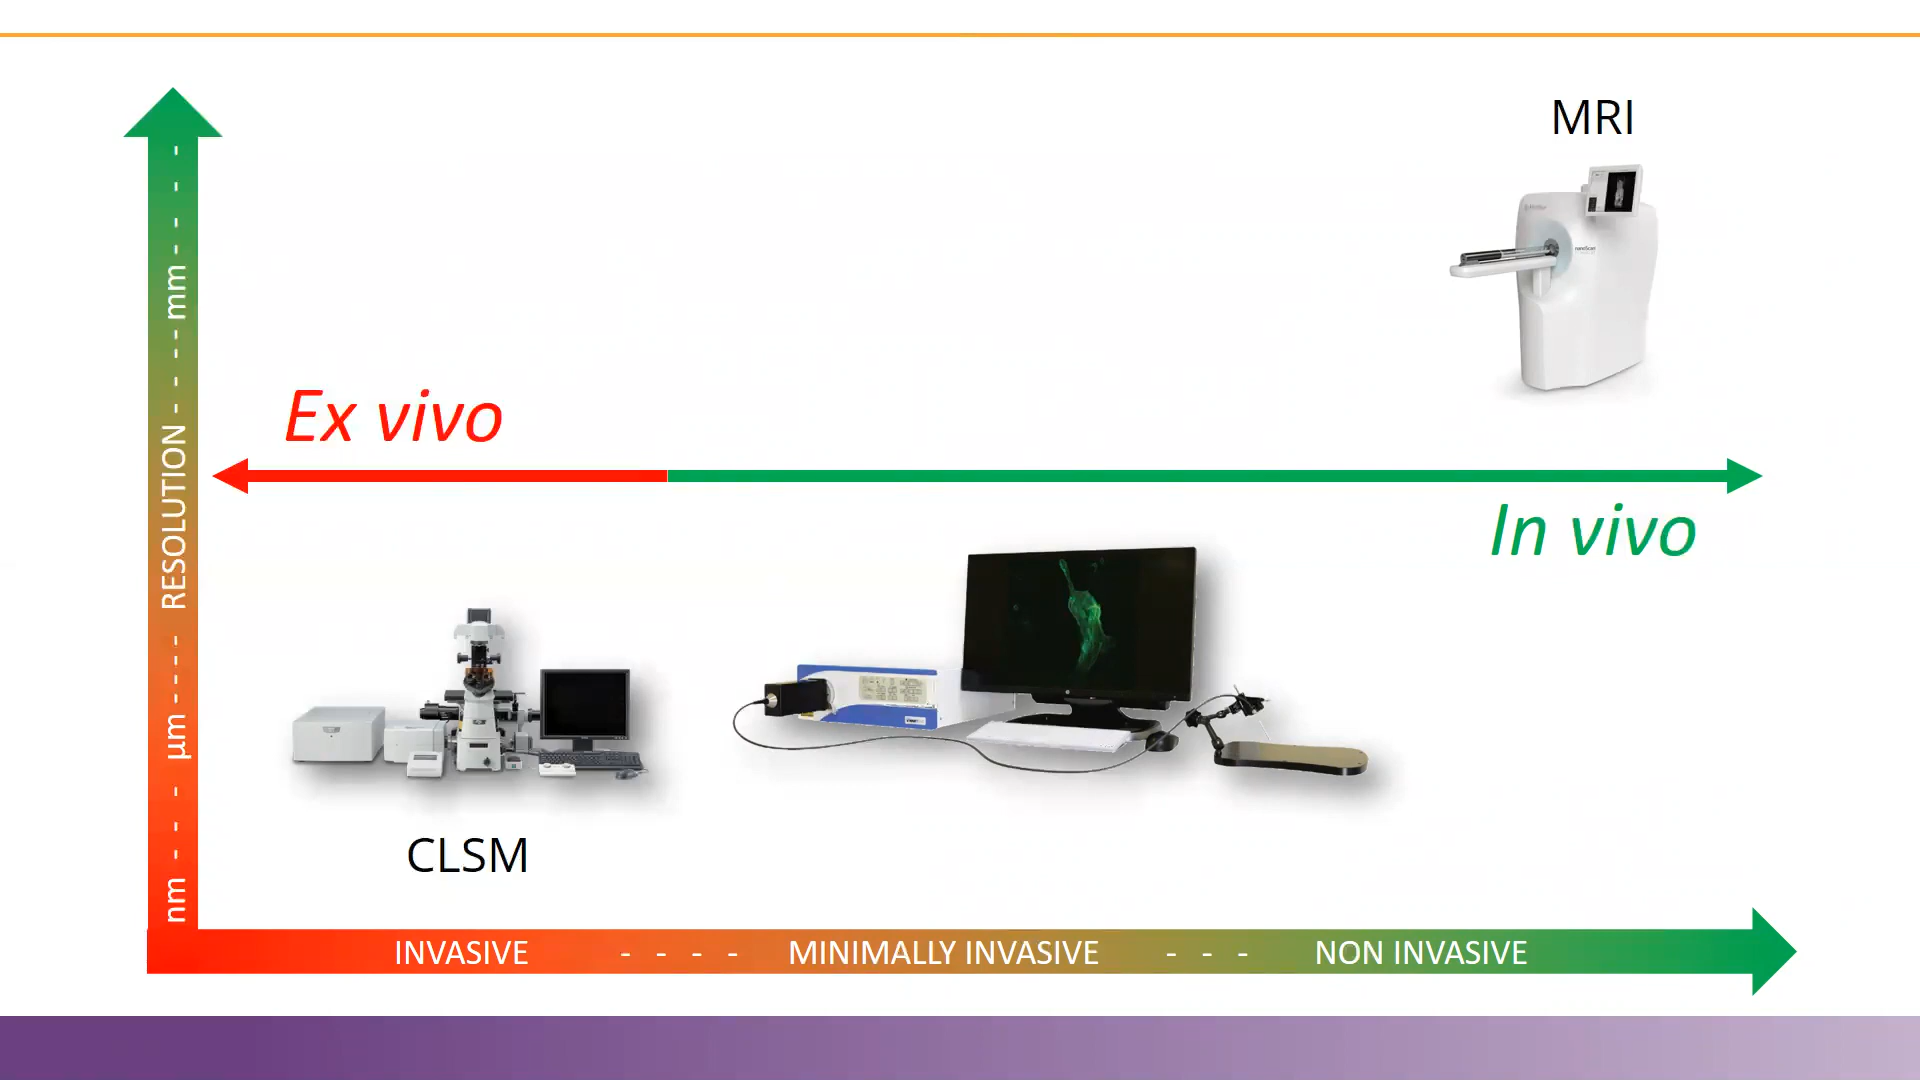 MRI
Ex vivo
In vivo
CLSM
nm - - - µm ---- RESOLUTION - - --mm - - - -
INVASIVE - - - - MINIMALLY INVASIVE - - - NON INVASIVE